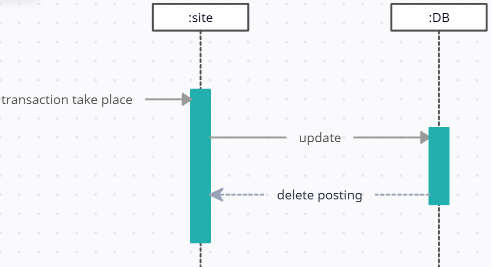 :site
:DB
transaction take place
update
delete posting